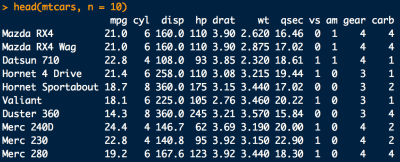 > head(mtcars, n = 10)
                   mpg cyl  disp  hp drat    wt  qsec vs am gear carb
Mazda RX4         21.0   6 160.0 110 3.90 2.620 16.46  0  1    4    4
Mazda RX4 Wag     21.0   6 160.0 110 3.90 2.875 17.02  0  1    4    4
Datsun 710        22.8   4 108.0  93 3.85 2.320 18.61  1  1    4    1
Hornet 4 Drive    21.4   6 258.0 110 3.08 3.215 19.44  1  0    3    1
Hornet Sportabout 18.7   8 360.0 175 3.15 3.440 17.02  0  0    3    2
Valiant           18.1   6 225.0 105 2.76 3.460 20.22  1  0    3    1
Duster 360        14.3   8 360.0 245 3.21 3.570 15.84  0  0    3    4
Merc 240D         24.4   4 146.7  62 3.69 3.190 20.00  1  0    4    2
Merc 230          22.8   4 140.8  95 3.92 3.150 22.90  1  0    4    2
Merc 280          19.2   6 167.6 123 3.92 3.440 18.30  1  0    4    4